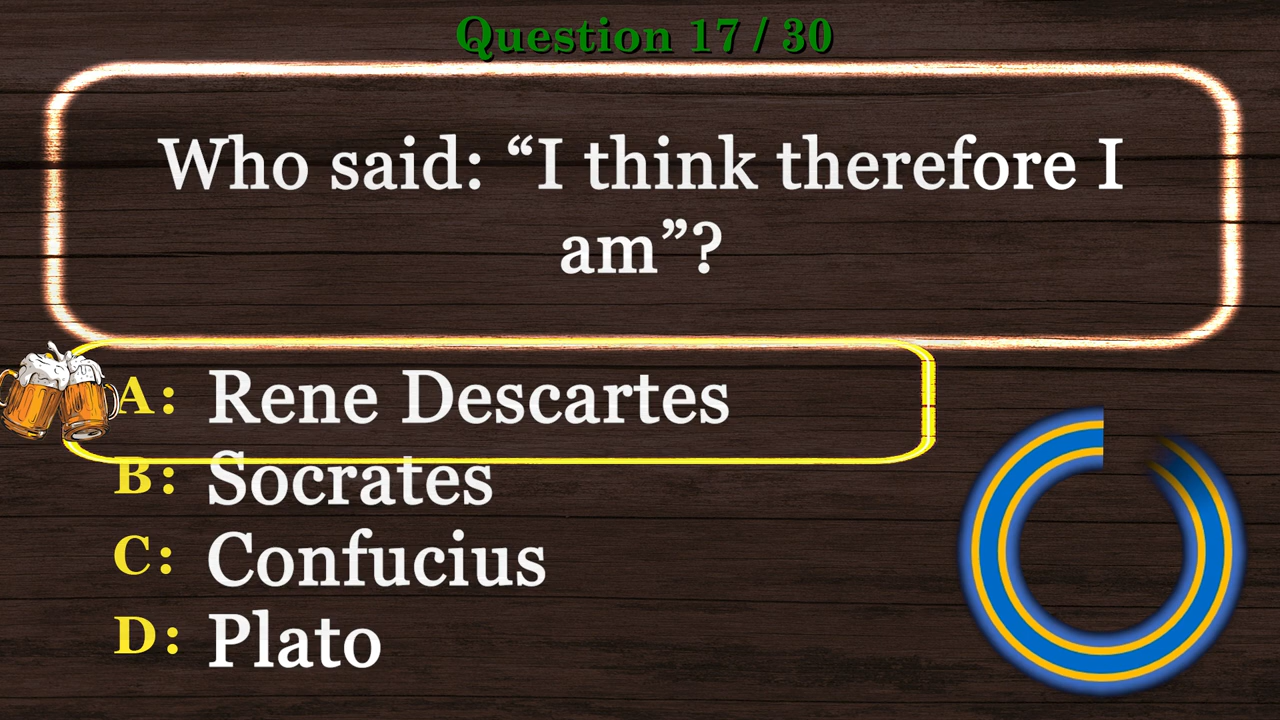 Question 17 / 30
Who said: “I think therefore I
am”?
A: Rene Descartes
B: Socrates
C: Confucius
D: Plato